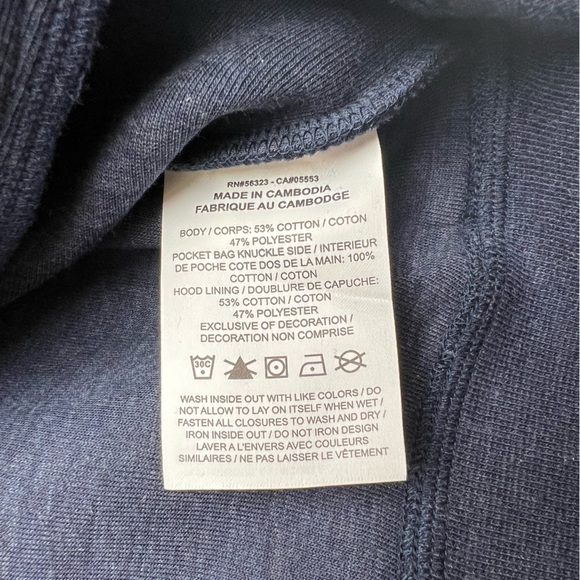 RN#56323 - CA#05553
MADE IN CAMBODIA
FABRIQUE AU CAMBODGE
BODY / CORPS: 53% COTTON / COTON
47% POLYESTER
POCKET BAG KNUCKLE SIDE / INTERIEUR
DE POCHE COTE DOS DE LA MAIN: 100%
COTTON / COTON
HOOD LINING / DOUBLURE DE CAPUCHE:
53% COTTON / COTON
47% POLYESTER
EXCLUSIVE OF DECORATION /
DECORATION NON COMPRISE
30C
WASH INSIDE OUT WITH LIKE COLORS / DO
NOT ALLOW TO LAY ON ITSELF WHEN WET /
FASTEN ALL CLOSURES TO WASH AND DRY /
IRON INSIDE OUT / DO NOT IRON DESIGN
LAVER A L'ENVERS AVEC COULEURS
SIMILAIRES / NE PAS LAISSER LE VÊTEMENT